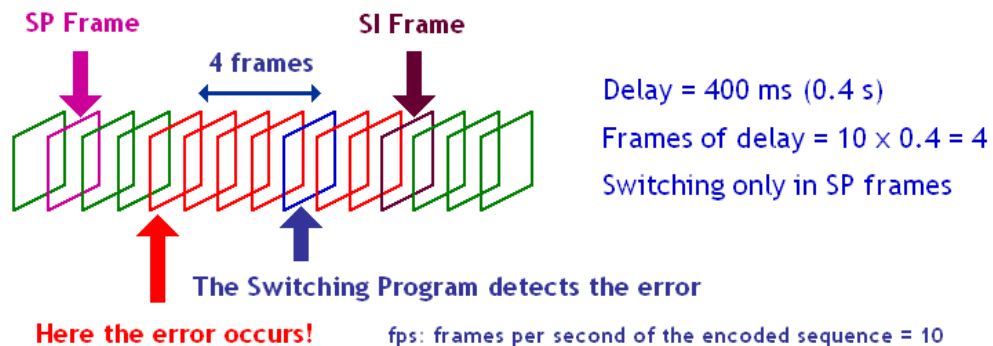 SP Frame
SI Frame
4 frames
Delay = 400 ms (0.4 s)
Frames of delay = 10 × 0.4 = 4
Switching only in SP frames
The Switching Program detects the error
Here the error occurs!
fps: frames per second of the encoded sequence = 10